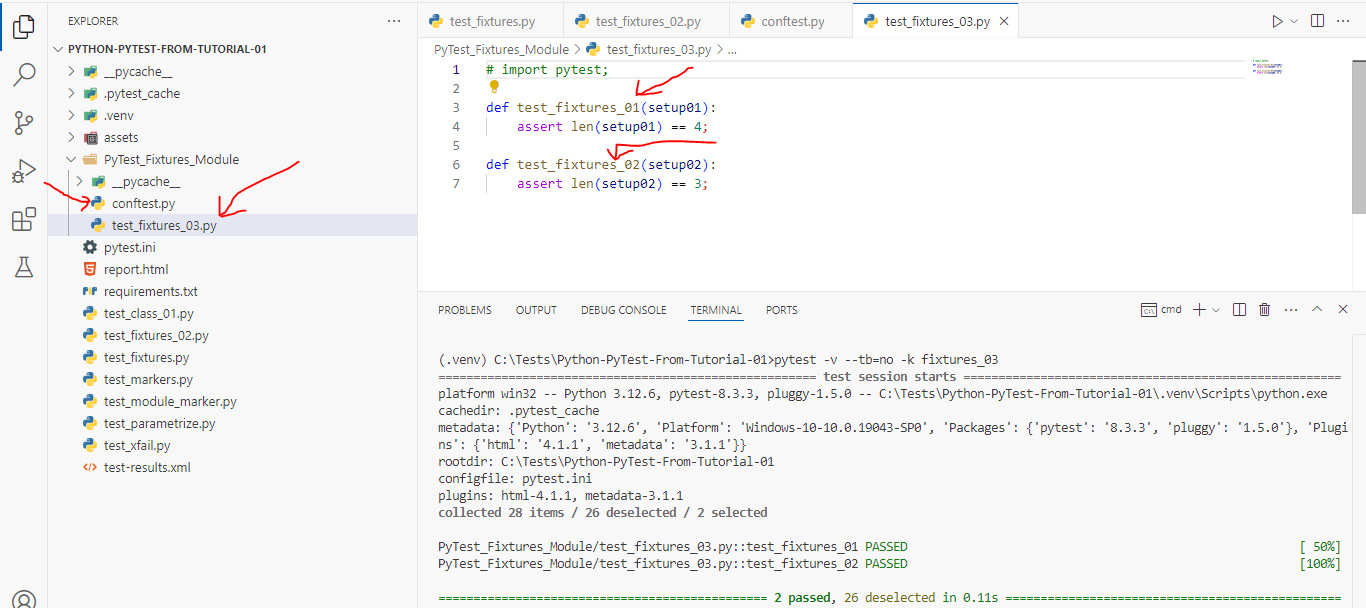 EXPLORER
PYTHON-PYTEST-FROM-TUTORIAL-01
__pycache__
.pytest_cache
.venv
assets
PyTest_Fixtures_Module
__pycache__
conftest.py
test_fixtures_03.py
pytest.ini
report.html
requirements.txt
test_class_01.py
test_fixtures_02.py
test_fixtures.py
test_markers.py
test_module_marker.py
test_parametrize.py
test_xfail.py
test-results.xml
test_fixtures.py test_fixtures_02.py conftest.py test_fixtures_03.py
PyTest_Fixtures_Module > test_fixtures_03.py > ...
1 # import pytest;
2
3 def test_fixtures_01(setup01):
4 assert len(setup01) == 4;
5
6 def test_fixtures_02(setup02):
7 assert len(setup02) == 3;
PROBLEMS OUTPUT DEBUG CONSOLE TERMINAL PORTS cmd
(.venv) C:\Tests\Python-PyTest-From-Tutorial-01>pytest -v --tb=no -k fixtures_03
====================================================== test session starts ======================================================
platform win32 -- Python 3.12.6, pytest-8.3.3, pluggy-1.5.0 -- C:\Tests\Python-PyTest-From-Tutorial-01\.venv\Scripts\python.exe
cachedir: .pytest_cache
metadata: {'Python': '3.12.6', 'Platform': 'Windows-10-10.0.19043-SP0', 'Packages': {'pytest': '8.3.3', 'pluggy': '1.5.0'}, 'Plugi
ns': {'html': '4.1.1', 'metadata': '3.1.1'}}
rootdir: C:\Tests\Python-PyTest-From-Tutorial-01
configfile: pytest.ini
plugins: html-4.1.1, metadata-3.1.1
collected 28 items / 26 deselected / 2 selected
PyTest_Fixtures_Module/test_fixtures_03.py::test_fixtures_01 PASSED [ 50%]
PyTest_Fixtures_Module/test_fixtures_03.py::test_fixtures_02 PASSED [100%]
=============================================== 2 passed, 26 deselected in 0.11s ================================================